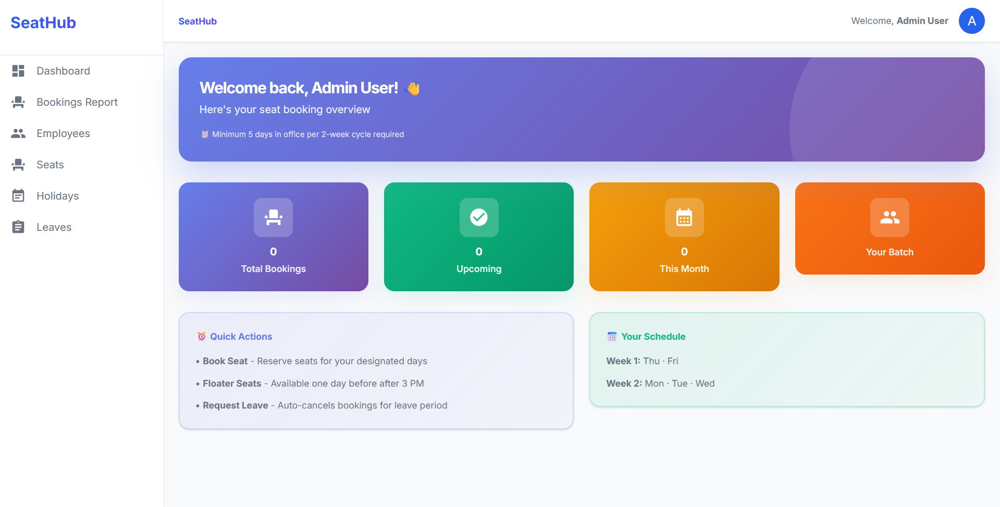 SeatHub
SeatHub
Welcome, Admin User
A
Dashboard
Bookings Report
Employees
Seats
Holidays
Leaves
Welcome back, Admin User! 👋
Here's your seat booking overview
📋 Minimum 5 days in office per 2-week cycle required
0
Total Bookings
0
Upcoming
0
This Month
Your Batch
⏰ Quick Actions
• Book Seat - Reserve seats for your designated days
• Floater Seats - Available one day before after 3 PM
• Request Leave - Auto-cancels bookings for leave period
🗓️ Your Schedule
Week 1: Thu · Fri
Week 2: Mon · Tue · Wed